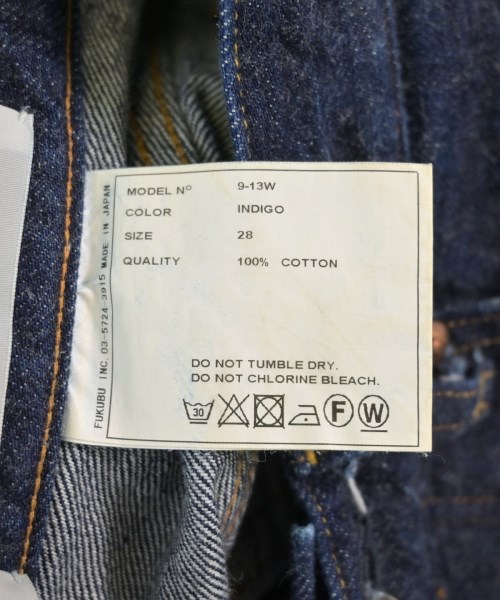 MODEL Nº 9-13W
COLOR INDIGO
SIZE 28
QUALITY 100% COTTON
DO NOT TUMBLE DRY.
DO NOT CHLORINE BLEACH.
30 F W
FUKUBU INC. 03-5724-3915 MADE IN JAPAN